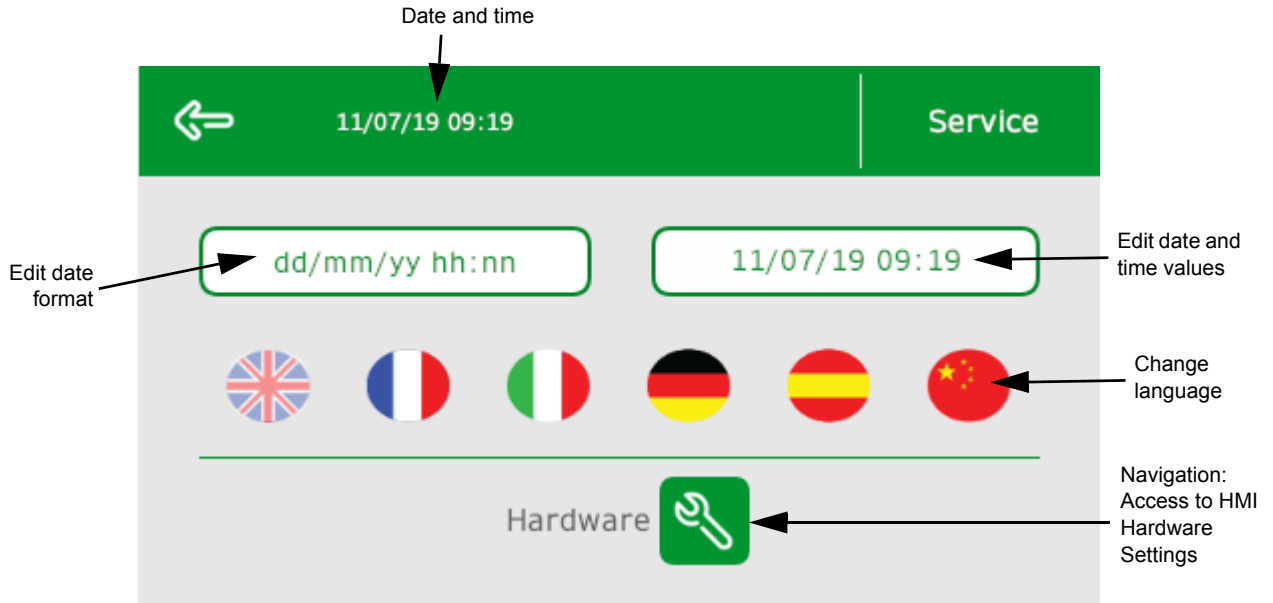 Date and time
11/07/19 09:19
Service
Edit date
format
dd/mm/yy hh:nn
11/07/19 09:19
Edit date and
time values
Change
language
Hardware
Navigation:
Access to HMI
Hardware
Settings